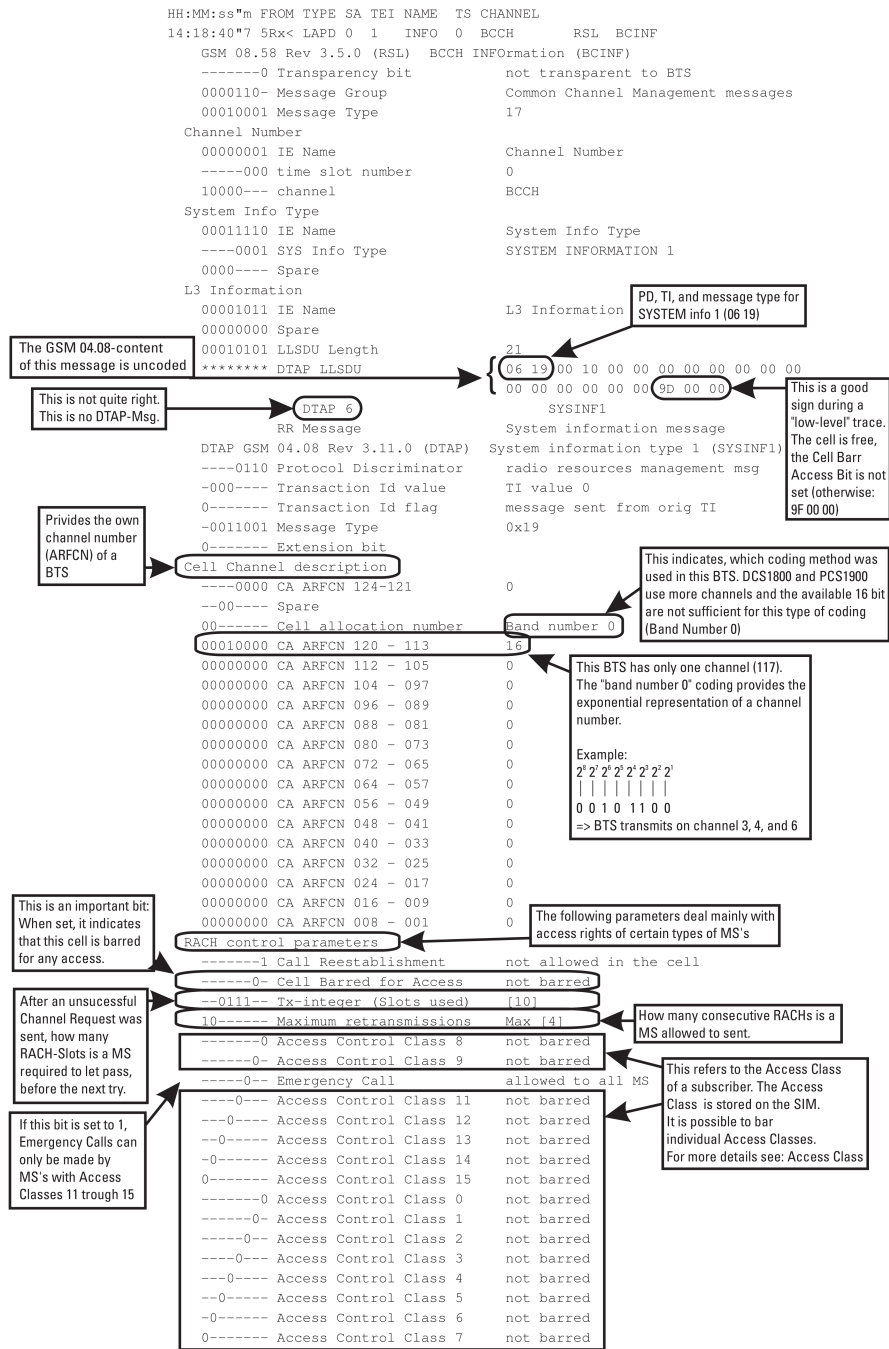 HH:MM:ss"m FROM TYPE SA TEI NAME TS CHANNEL
14:18:40"7 5Rx< LAPD 0 1 INFO 0 BCCH RSL BCINF
GSM 08.58 Rev 3.5.0 (RSL) BCCH INFOrmation (BCINF)
-------0 Transparency bit not transparent to BTS
0000110- Message Group Common Channel Management messages
00010001 Message Type 17
Channel Number
00000001 IE Name Channel Number
-----000 time slot number 0
10000--- channel BCCH
System Info Type
00011110 IE Name System Info Type
----0001 SYS Info Type SYSTEM INFORMATION 1
0000---- Spare
L3 Information
00001011 IE Name L3 Information
PD, TI, and message type for
SYSTEM info 1 (06 19)
00000000 Spare
00010101 LLSDU Length 21
The GSM 04.08-content
of this message is uncoded
******** DTAP LLSDU { 06 19 00 10 00 00 00 00 00 00 00
00 00 00 00 00 00 00 9D 00 00
This is a good
sign during a
"low-level" trace.
The cell is free,
the Cell Barr
Access Bit is not
set (otherwise:
9F 00 00)
This is not quite right.
This is no DTAP-Msg.
DTAP 6 SYSINF1
RR Message System information message
DTAP GSM 04.08 Rev 3.11.0 (DTAP) System information type 1 (SYSINF1)
----0110 Protocol Discriminator radio resources management msg
-000---- Transaction Id value TI value 0
0------- Transaction Id flag message sent from orig TI
-0011001 Message Type 0x19
0------- Extension bit
Privides the own
channel number
(ARFCN) of a
BTS
Cell Channel description
----0000 CA ARFCN 124-121 0
--00---- Spare
00------ Cell allocation number Band number 0
This indicates, which coding method was
used in this BTS. DCS1800 and PCS1900
use more channels and the available 16 bit
are not sufficient for this type of coding
(Band Number 0)
00010000 CA ARFCN 120 - 113 16
00000000 CA ARFCN 112 - 105 0
00000000 CA ARFCN 104 - 097 0
00000000 CA ARFCN 096 - 089 0
00000000 CA ARFCN 088 - 081 0
00000000 CA ARFCN 080 - 073 0
00000000 CA ARFCN 072 - 065 0
00000000 CA ARFCN 064 - 057 0
00000000 CA ARFCN 056 - 049 0
00000000 CA ARFCN 048 - 041 0
00000000 CA ARFCN 040 - 033 0
00000000 CA ARFCN 032 - 025 0
00000000 CA ARFCN 024 - 017 0
00000000 CA ARFCN 016 - 009 0
00000000 CA ARFCN 008 - 001 0
This BTS has only one channel (117).
The "band number 0" coding provides the
exponential representation of a channel
number.
Example:
2⁸ 2⁷ 2⁶ 2⁵ 2⁴ 2³ 2² 2¹
| | | | | | | |
0 0 1 0 1 1 0 0
=> BTS transmits on channel 3, 4, and 6
This is an important bit:
When set, it indicates
that this cell is barred
for any access.
RACH control parameters
The following parameters deal mainly with
access rights of certain types of MS's
-------1 Call Reestablishment not allowed in the cell
------0- Cell Barred for Access not barred
--0111-- Tx-integer (Slots used) [10]
10------ Maximum retransmissions Max [4]
After an unsuccessful
Channel Request was
sent, how many
RACH-Slots is a MS
required to let pass,
before the next try.
How many consecutive RACHs is a
MS allowed to sent.
-------0 Access Control Class 8 not barred
------0- Access Control Class 9 not barred
-----0-- Emergency Call allowed to all MS
----0--- Access Control Class 11 not barred
---0---- Access Control Class 12 not barred
--0----- Access Control Class 13 not barred
-0------ Access Control Class 14 not barred
0------- Access Control Class 15 not barred
-------0 Access Control Class 0 not barred
------0- Access Control Class 1 not barred
-----0-- Access Control Class 2 not barred
----0--- Access Control Class 3 not barred
---0---- Access Control Class 4 not barred
--0----- Access Control Class 5 not barred
-0------ Access Control Class 6 not barred
0------- Access Control Class 7 not barred
This refers to the Access Class
of a subscriber. The Access
Class is stored on the SIM.
It is possible to bar
individual Access Classes.
For more details see: Access Class
If this bit is set to 1,
Emergency Calls can
only be made by
MS's with Access
Classes 11 trough 15